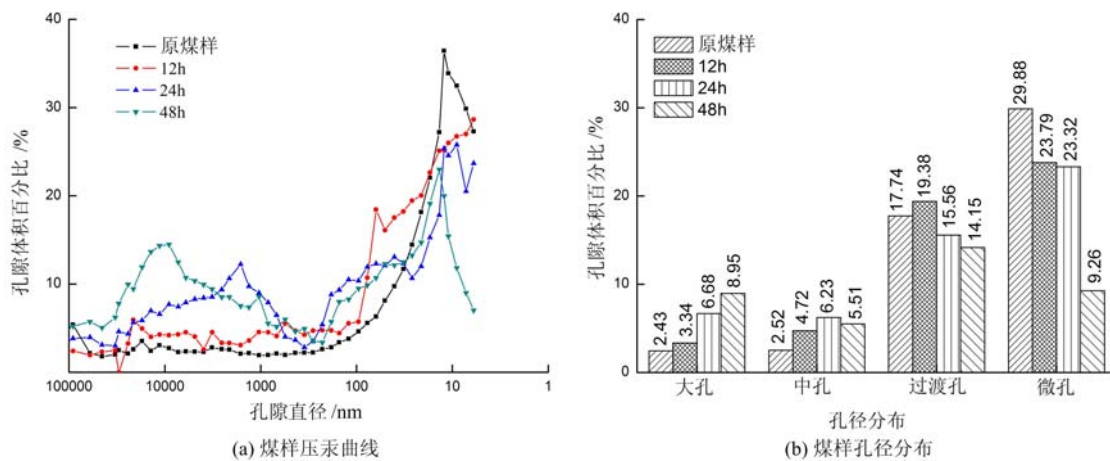 40
30
20
10
孔隙体积百分比 /%
原煤样
12h
24h
48h
100000 10000 1000 100 10 1
孔隙直径 /nm
(a) 煤样压汞曲线
40
30
20
10
0
孔隙体积百分比 /%
原煤样
12h
24h
48h
2.43 3.34 6.68 8.95
2.52 4.72 6.23 5.51
17.74 19.38 15.56 14.15
29.88 23.79 23.32 9.26
大孔 中孔 过渡孔 微孔
孔径分布
(b) 煤样孔径分布